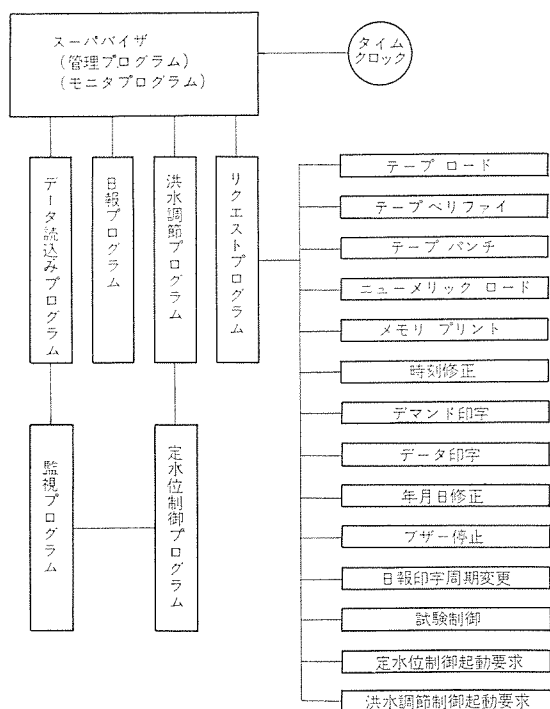 スーパバイザ
（管理プログラム）
（モニタプログラム）
タイム
クロック
データ読込みプログラム
日報プログラム
洪水調節プログラム
リクエストプログラム
監視プログラム
定水位制御プログラム
テープ ロード
テープ ベリファイ
テープ パンチ
ニューメリック ロード
メモリ プリント
時刻修正
デマンド印字
データ印字
年月日修正
ブザー停止
日報印字周期変更
試験制御
定水位制御起動要求
洪水調節制御起動要求